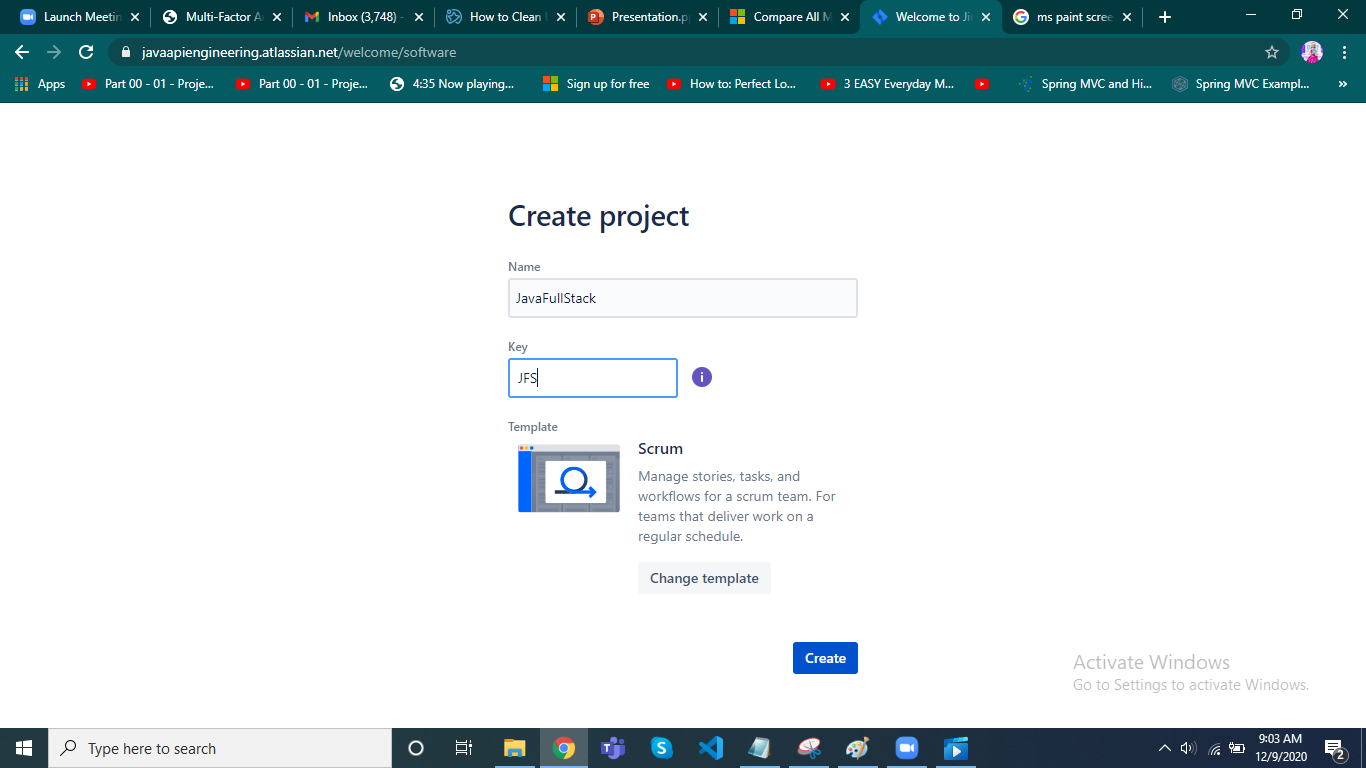 Launch Meetin
Multi-Factor A
Inbox (3,748) -
How to Clean
Presentation.p
Compare All M
Welcome to Ji
ms paint scree
javaapiengineering.atlassian.net/welcome/software
Apps
Part 00 - 01 - Proje...
Part 00 - 01 - Proje...
4:35 Now playing...
Sign up for free
How to: Perfect Lo...
3 EASY Everyday M...
Spring MVC and Hi...
Spring MVC Exampl...
»
Create project
Name
JavaFullStack
Key
JFS
i
Template
Scrum
Manage stories, tasks, and
workflows for a scrum team. For
teams that deliver work on a
regular schedule.
Change template
Create
Activate Windows
Go to Settings to activate Windows.
Type here to search
9:03 AM
12/9/2020
2